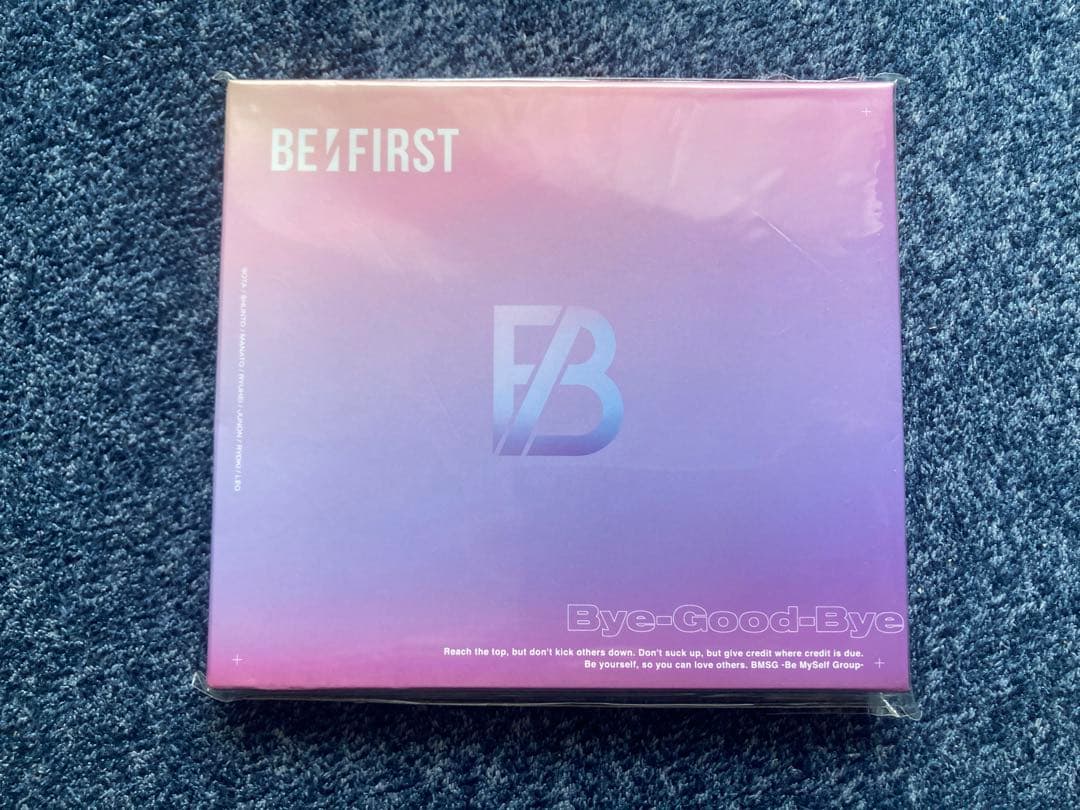 BE:FIRST
SOTA / SHUNTO / MANATO / RYUHEI / JUNON / RYOKI / LEO
FB
Bye-Good-Bye
Reach the top, but don't kick others down. Don't suck up, but give credit where credit is due.
Be yourself, so you can love others. BMSG -Be MySelf Group-